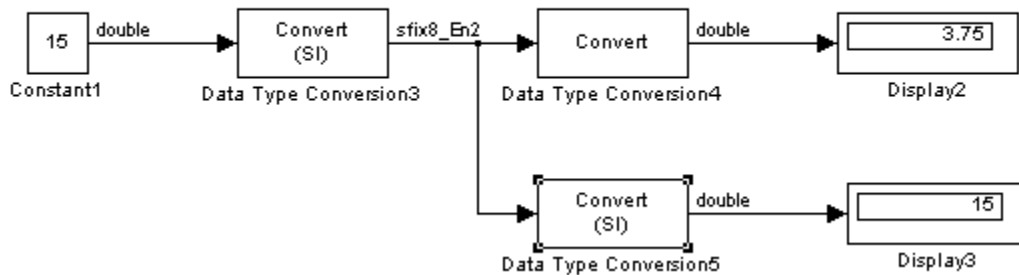 15
double
Convert
(SI)
sfix8_En2
Convert
double
3.75
Constant1
Data Type Conversion3
Data Type Conversion4
Display2
Convert
(SI)
double
15
Data Type Conversion5
Display3